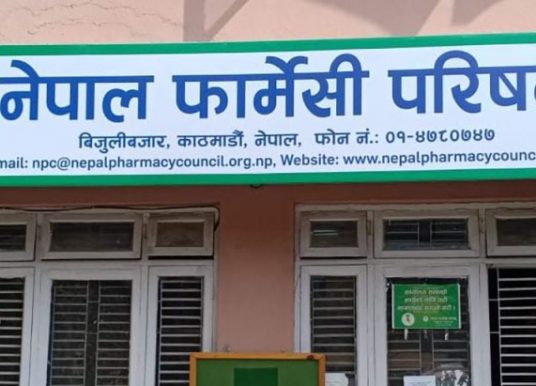 नेपाल फार्मेसी परिष
बिजुलीबजार, काठमाडौं, नेपाल, फोन नं.: ०१-४७८०७४७
mail: npc@nepalpharmacycouncil.org.np, Website: www.nepalpharmacycounc